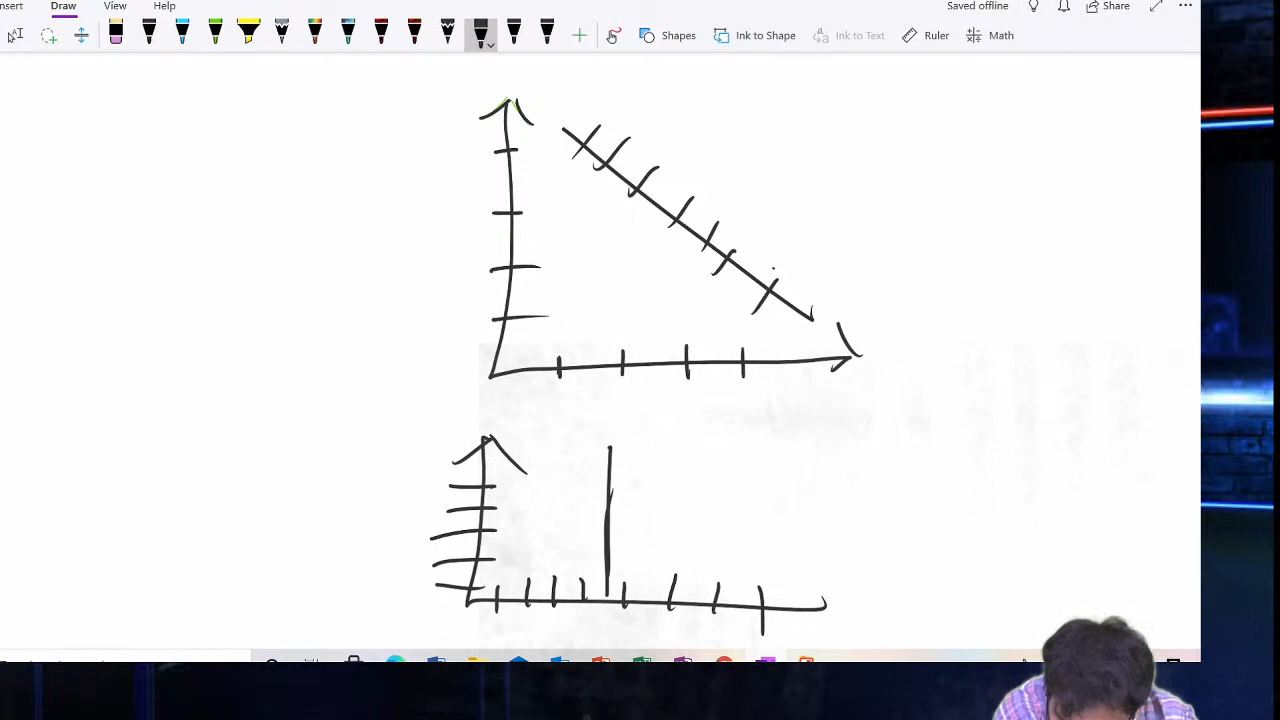 nsert Draw View Help Saved offline Share
Shapes Ink to Shape Ink to Text Ruler Math